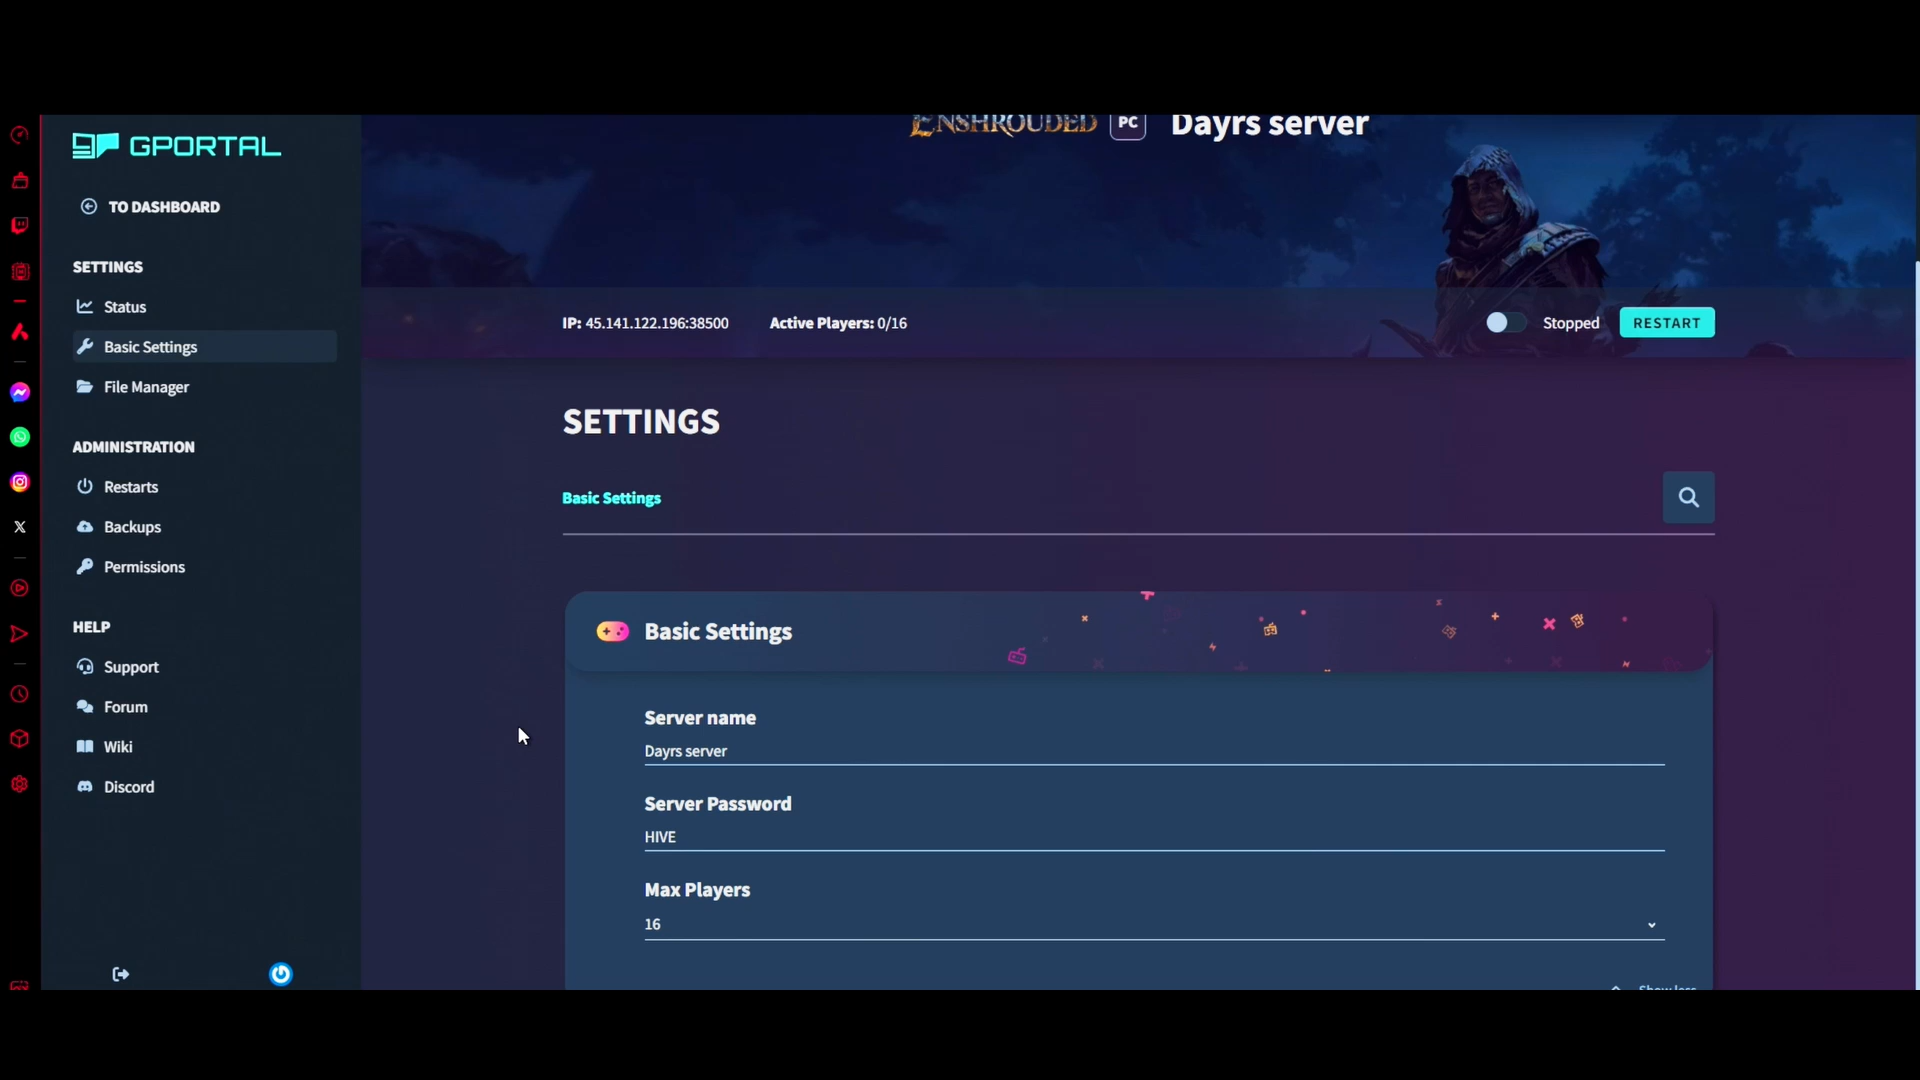 GPORTAL
TO DASHBOARD
SETTINGS
Status
Basic Settings
File Manager
ADMINISTRATION
Restarts
Backups
Permissions
HELP
Support
Forum
Wiki
Discord
ENSHROUDED PC Dayrs server
IP: 45.141.122.196:38500 Active Players: 0/16 Stopped RESTART
SETTINGS
Basic Settings
Basic Settings
Server name
Dayrs server
Server Password
HIVE
Max Players
16
Show less